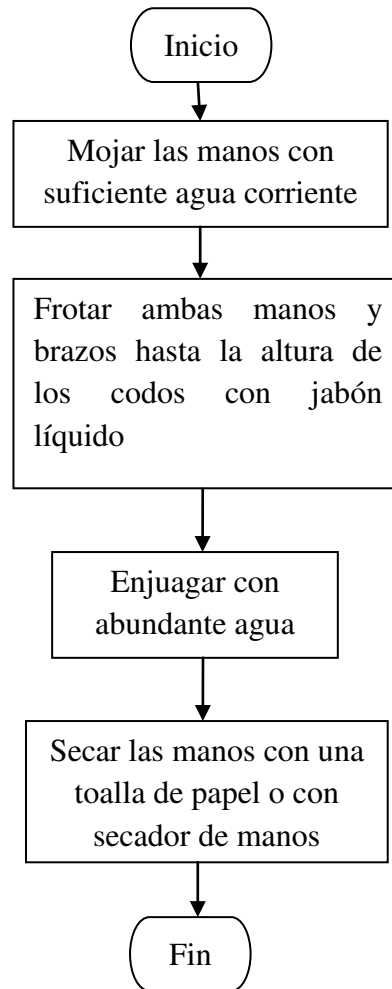 Inicio
Mojar las manos con
suficiente agua corriente
Frotar ambas manos y
brazos hasta la altura de
los codos con jabón
líquido
Enjuagar con
abundante agua
Secar las manos con una
toalla de papel o con
secador de manos
Fin